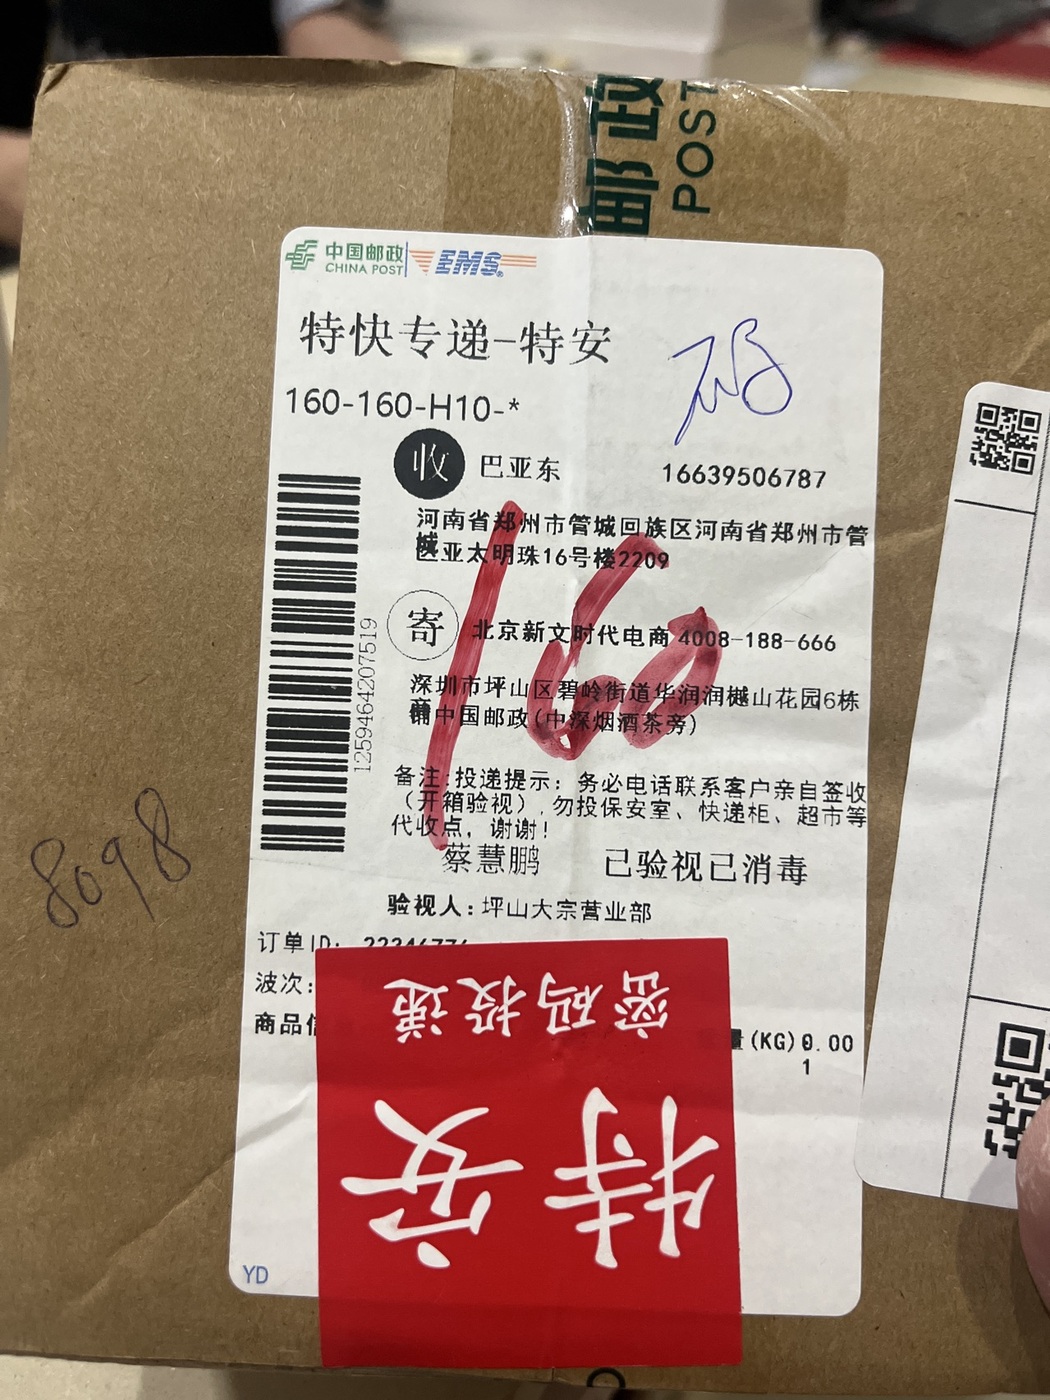 邮政
POST
中国邮政
CHINA POST
EMS
特快专递-特安
160-160-H10-*
收 巴亚东 16639506787
河南省郑州市管城回族区河南省郑州市管
城
区亚太明珠16号楼2209
160
1259464207519
寄 北京新文时代电商 4008-188-666
深圳市坪山区碧岭街道华润润樾山花园6栋
商
铺中国邮政(中深烟酒茶旁)
备注:投递提示:务必电话联系客户亲自签收
(开箱验视),勿投保安室、快递柜、超市等
代收点,谢谢!
蔡慧鹏 已验视已消毒
验视人:坪山大宗营业部
8098
订单ID:
波次:
商品
量(KG)0.00
1
密码投递
特安
YD